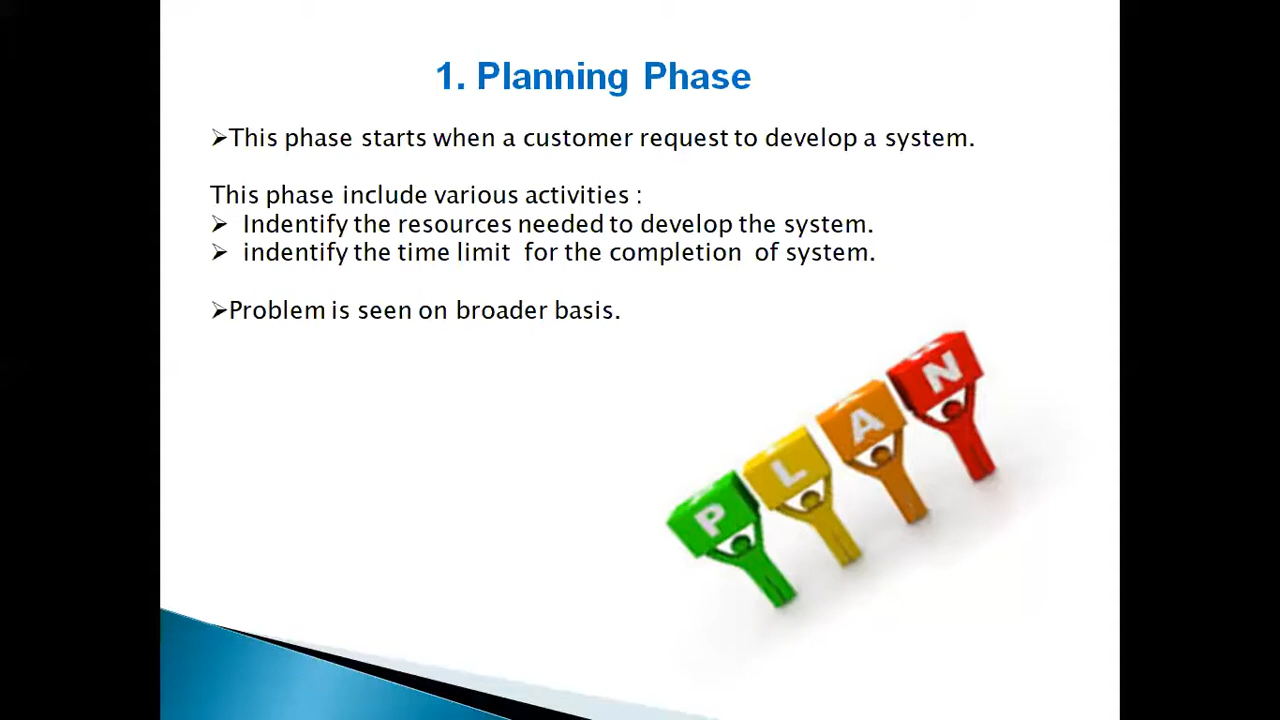 1. Planning Phase
➢This phase starts when a customer request to develop a system.
This phase include various activities :
➢ Indentify the resources needed to develop the system.
➢ indentify the time limit for the completion of system.
➢Problem is seen on broader basis.
P L A N